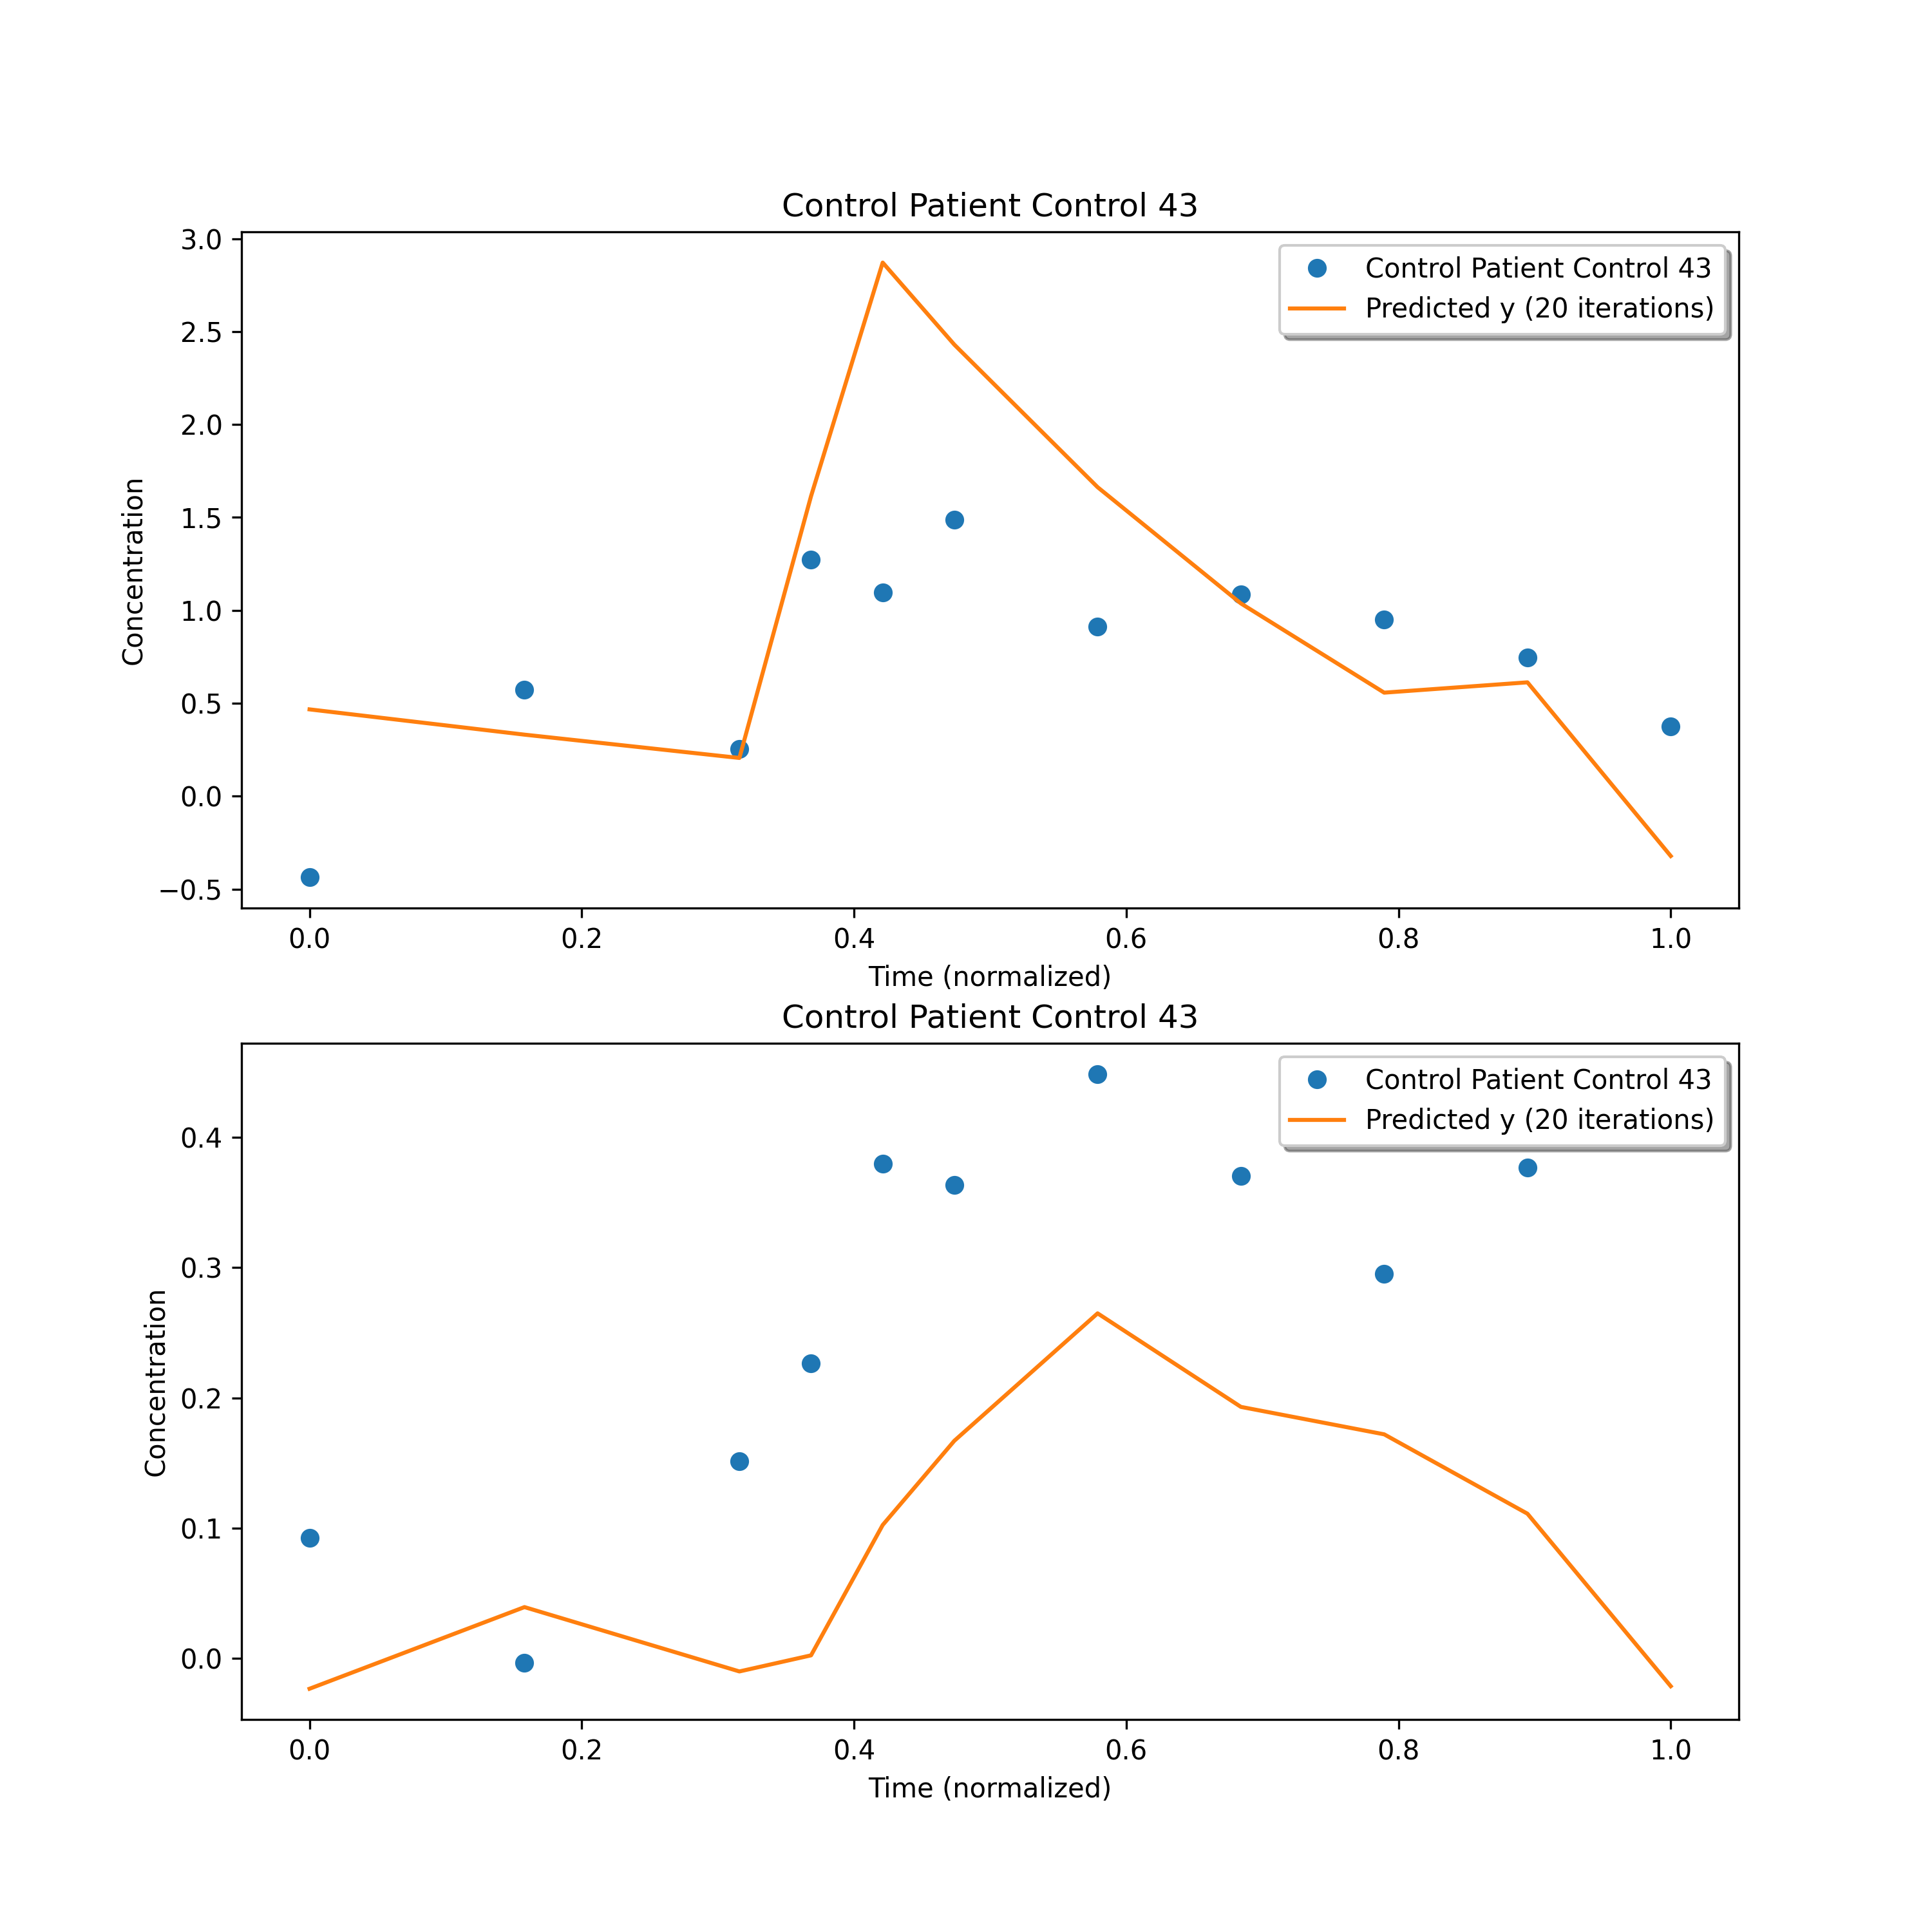 Control Patient Control 43
3.0
2.5
2.0
1.5
1.0
0.5
0.0
−0.5
Concentration
Control Patient Control 43
Predicted y (20 iterations)
0.0 0.2 0.4 0.6 0.8 1.0
Time (normalized)
Control Patient Control 43
0.4
0.3
0.2
0.1
0.0
Concentration
Control Patient Control 43
Predicted y (20 iterations)
0.0 0.2 0.4 0.6 0.8 1.0
Time (normalized)